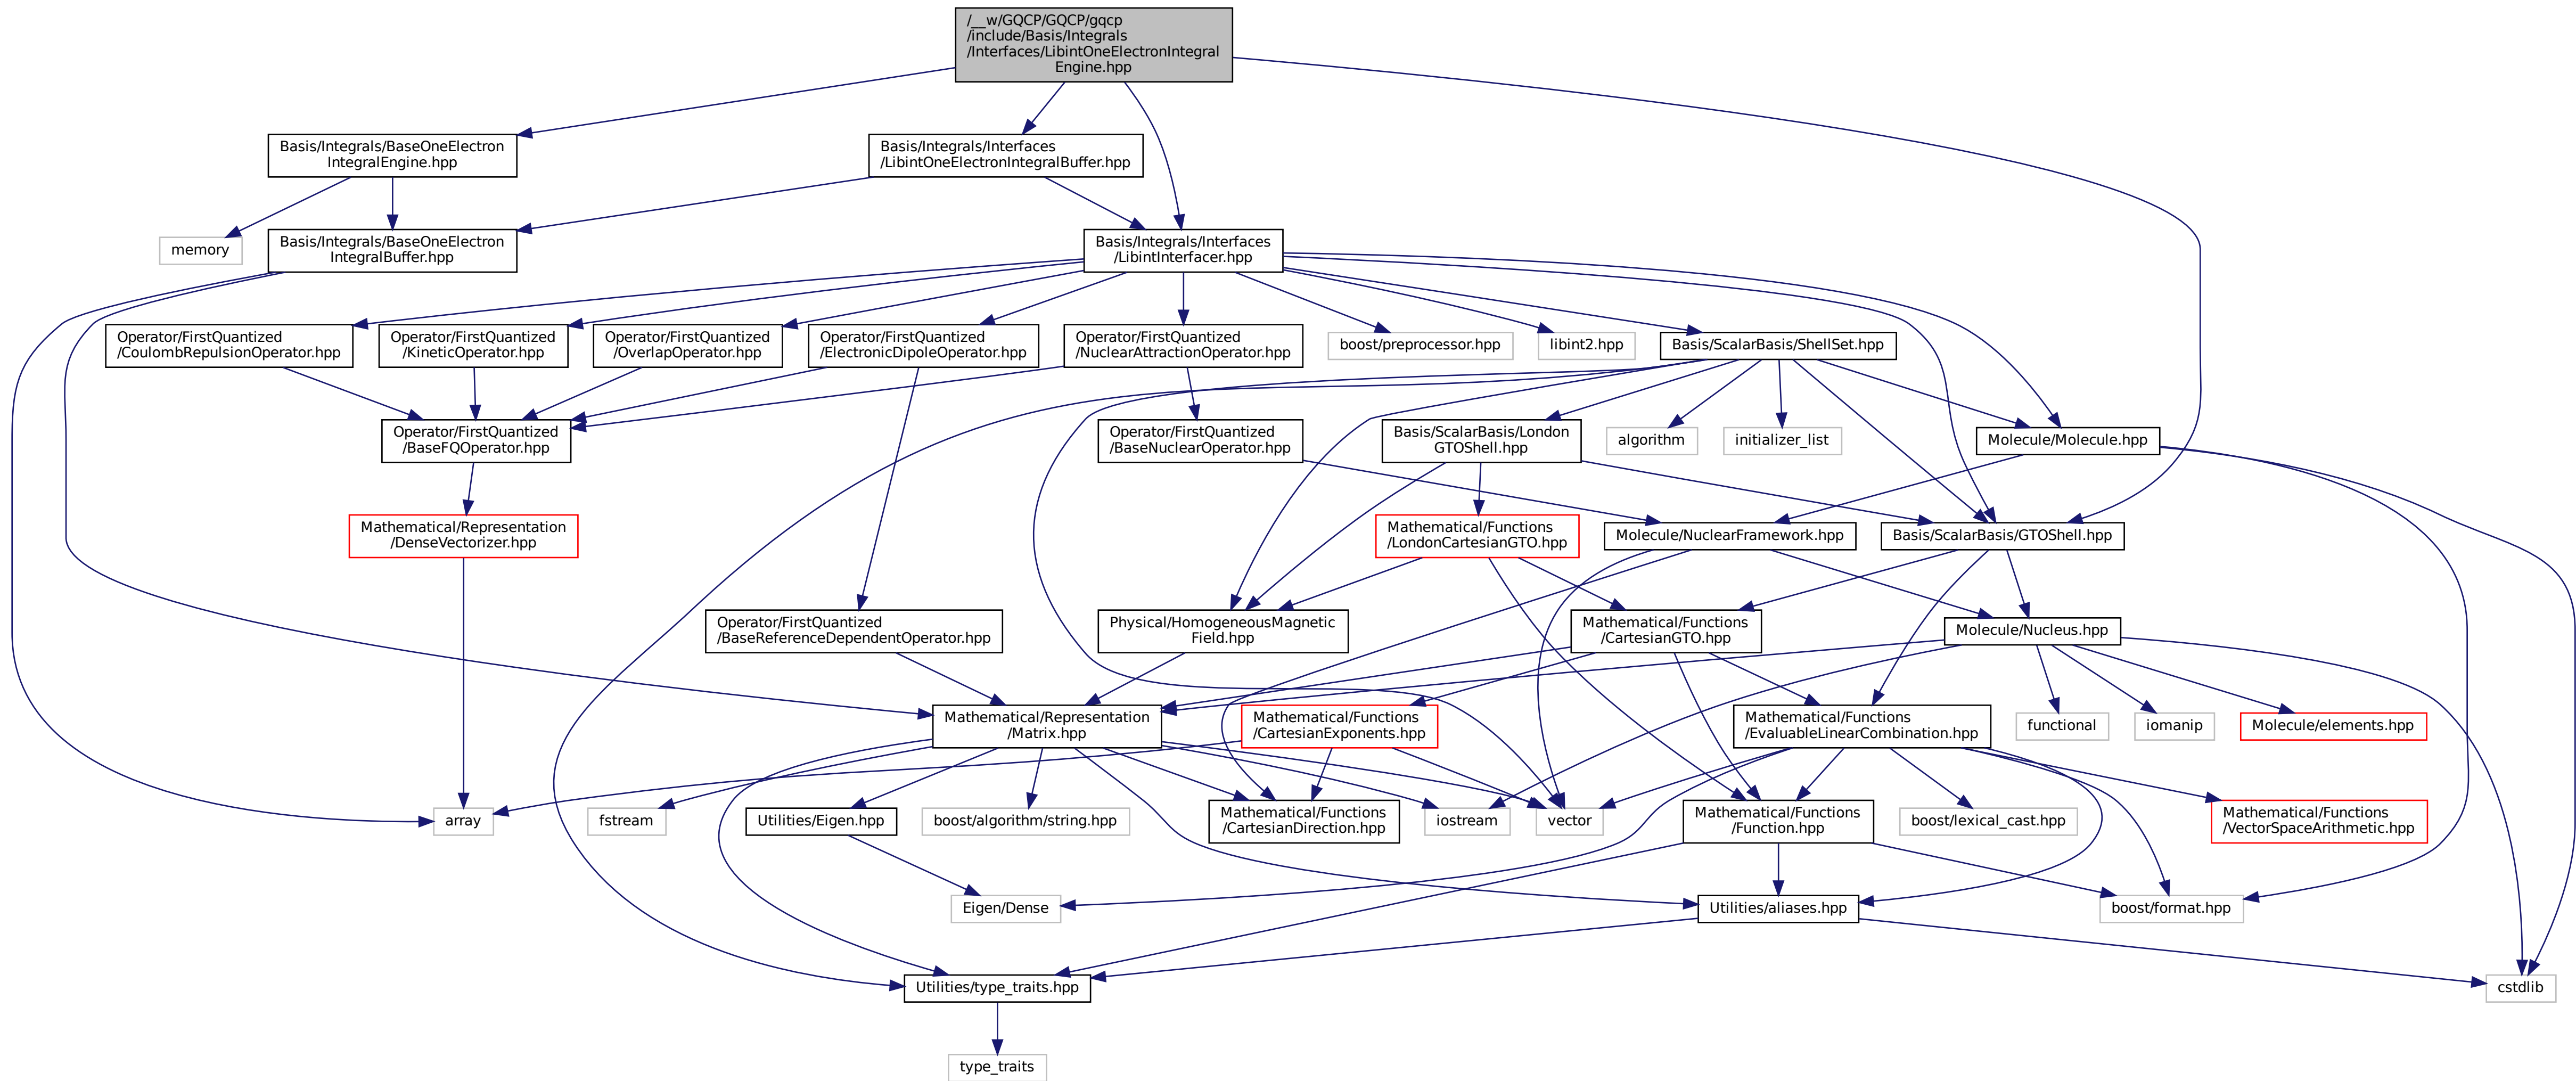 /__w/GQCP/GQCP/gqcp
/include/Basis/Integrals
/Interfaces/LibintOneElectronIntegral
Engine.hpp
Basis/Integrals/BaseOneElectron
IntegralEngine.hpp
Basis/Integrals/Interfaces
/LibintOneElectronIntegralBuffer.hpp
memory
Basis/Integrals/BaseOneElectron
IntegralBuffer.hpp
Basis/Integrals/Interfaces
/LibintInterfacer.hpp
Operator/FirstQuantized
/CoulombRepulsionOperator.hpp
Operator/FirstQuantized
/KineticOperator.hpp
Operator/FirstQuantized
/OverlapOperator.hpp
Operator/FirstQuantized
/ElectronicDipoleOperator.hpp
Operator/FirstQuantized
/NuclearAttractionOperator.hpp
boost/preprocessor.hpp
libint2.hpp
Basis/ScalarBasis/ShellSet.hpp
Operator/FirstQuantized
/BaseFQOperator.hpp
Operator/FirstQuantized
/BaseNuclearOperator.hpp
Basis/ScalarBasis/London
GTOShell.hpp
algorithm
initializer_list
Molecule/Molecule.hpp
Mathematical/Representation
/DenseVectorizer.hpp
Mathematical/Functions
/LondonCartesianGTO.hpp
Molecule/NuclearFramework.hpp
Basis/ScalarBasis/GTOShell.hpp
Operator/FirstQuantized
/BaseReferenceDependentOperator.hpp
Physical/HomogeneousMagnetic
Field.hpp
Mathematical/Functions
/CartesianGTO.hpp
Molecule/Nucleus.hpp
Mathematical/Representation
/Matrix.hpp
Mathematical/Functions
/CartesianExponents.hpp
Mathematical/Functions
/EvaluableLinearCombination.hpp
functional
iomanip
Molecule/elements.hpp
array
fstream
Utilities/Eigen.hpp
boost/algorithm/string.hpp
Mathematical/Functions
/CartesianDirection.hpp
iostream
vector
Mathematical/Functions
/Function.hpp
boost/lexical_cast.hpp
Mathematical/Functions
/VectorSpaceArithmetic.hpp
Eigen/Dense
Utilities/aliases.hpp
boost/format.hpp
Utilities/type_traits.hpp
cstdlib
type_traits